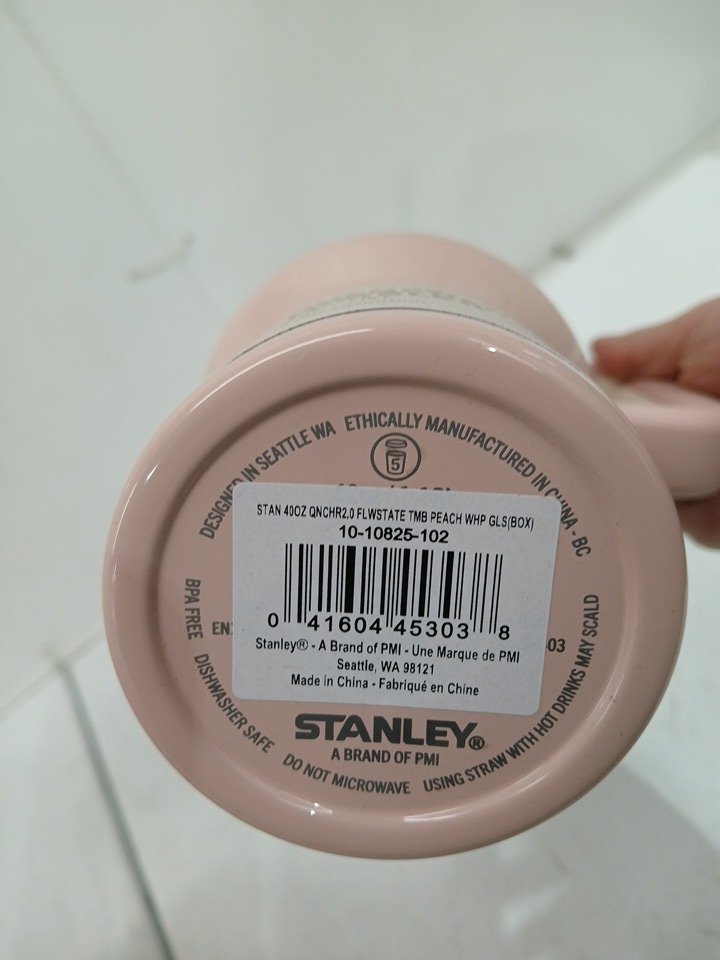 DESIGNED IN SEATTLE WA ETHICALLY MANUFACTURED IN CHINA - BC
5
STAN 40OZ QNCHR2.0 FLWSTATE TMB PEACH WHP GLS(BOX)
10-10825-102
0 41604 45303 8
Stanley® - A Brand of PMI - Une Marque de PMI
Seattle, WA 98121
Made in China - Fabriqué en Chine
EN
03
STANLEY®
A BRAND OF PMI
BPA FREE DISHWASHER SAFE DO NOT MICROWAVE USING STRAW WITH HOT DRINKS MAY SCALD